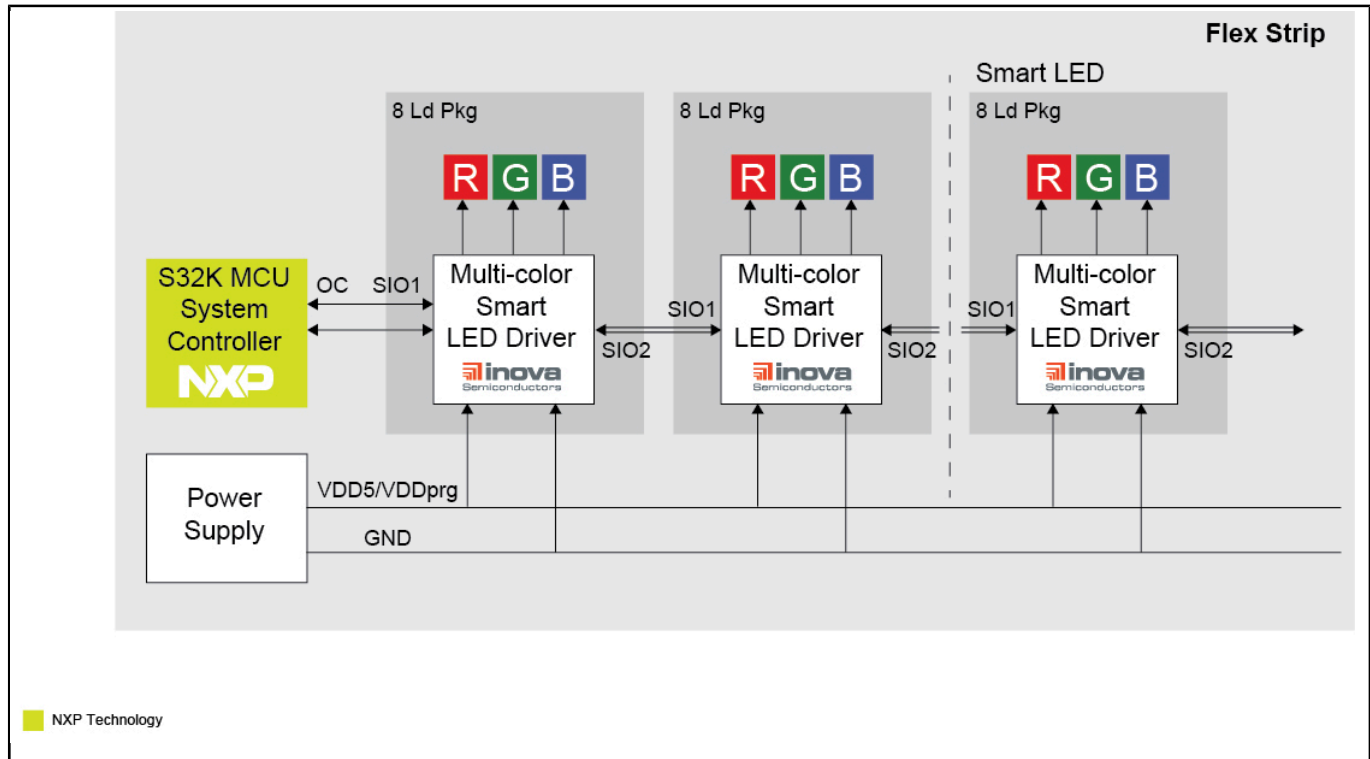 Flex Strip
Smart LED
8 Ld Pkg
8 Ld Pkg
8 Ld Pkg
R G B
R G B
R G B
S32K MCU
System
Controller
NXP
OC
SIO1
Multi-color
Smart
LED Driver
inova
Semiconductors
SIO2
SIO1
Multi-color
Smart
LED Driver
inova
Semiconductors
SIO2
SIO1
Multi-color
Smart
LED Driver
inova
Semiconductors
SIO2
Power
Supply
VDD5/VDDprg
GND
NXP Technology